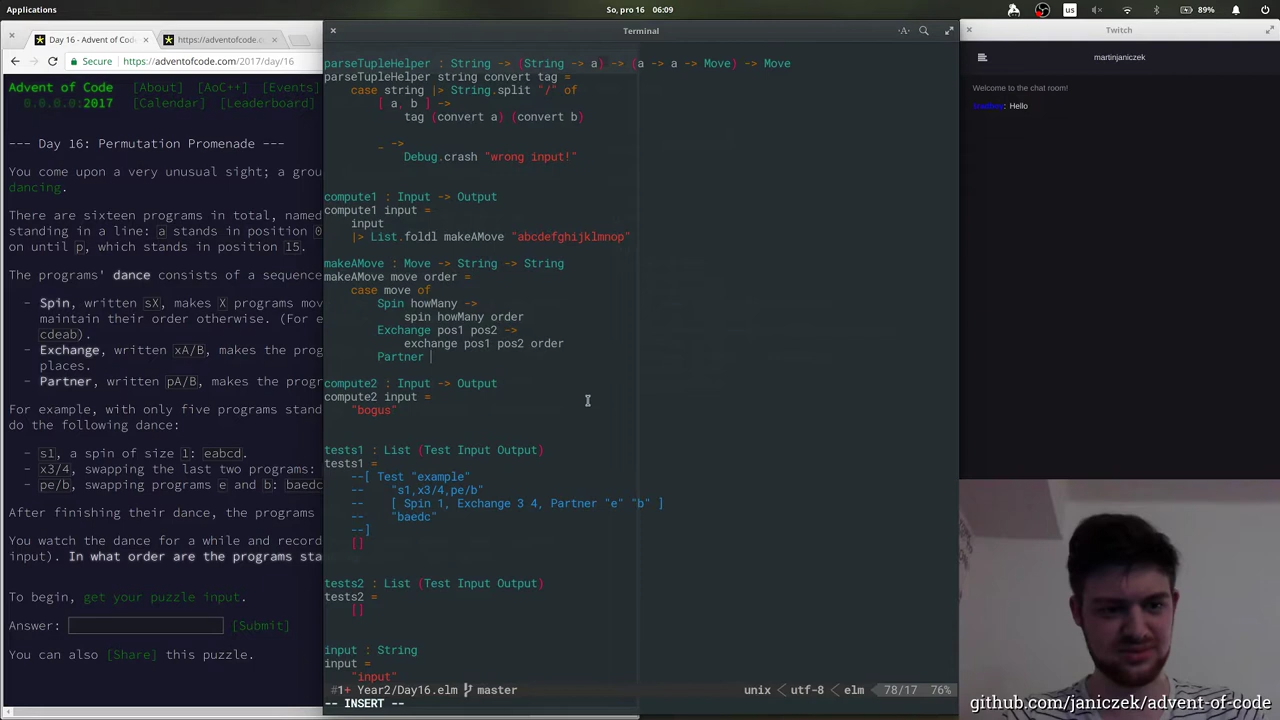 Applications
So, pro 16 06:09
us
89%
Day 16 - Advent of Cod
https://adventofcode.com
Secure
https://adventofcode.com/2017/day/16
Advent of Code
[About] [AoC++] [Events]
0.0.0.0:2017
[Calendar] [Leaderboard]
--- Day 16: Permutation Promenade ---
You come upon a very unusual sight; a grou
dancing.
There are sixteen programs in total, named
standing in a line: a stands in position 0
on until p, which stands in position 15.
The programs' dance consists of a sequence
- Spin, written sX, makes X programs mov
maintain their order otherwise. (For e
cdeab).
- Exchange, written xA/B, makes the prog
places.
- Partner, written pA/B, makes the progr
For example, with only five programs stand
do the following dance:
- s1, a spin of size 1: eabcd.
- x3/4, swapping the last two programs:
- pe/b, swapping programs e and b: baedc
After finishing their dance, the programs
You watch the dance for a while and record
input). In what order are the programs sta
To begin, get your puzzle input.
Answer: [Submit]
You can also [Share] this puzzle.
Terminal
parseTupleHelper : String -> (String -> a) -> (a -> a -> Move) -> Move
parseTupleHelper string convert tag =
case string |> String.split "/" of
[ a, b ] ->
tag (convert a) (convert b)
_ ->
Debug.crash "wrong input!"
compute1 : Input -> Output
compute1 input =
input
|> List.foldl makeAMove "abcdefghijklmnop"
makeAMove : Move -> String -> String
makeAMove move order =
case move of
Spin howMany ->
spin howMany order
Exchange pos1 pos2 ->
exchange pos1 pos2 order
Partner
compute2 : Input -> Output
compute2 input =
"bogus"
tests1 : List (Test Input Output)
tests1 =
--[ Test "example"
-- "s1,x3/4,pe/b"
-- [ Spin 1, Exchange 3 4, Partner "e" "b" ]
-- "baedc"
--]
[]
tests2 : List (Test Input Output)
tests2 =
[]
input : String
input =
"input"
#1+ Year2/Day16.elm master
unix utf-8 elm 78/17 76%
-- INSERT --
Twitch
martinjaniczek
Welcome to the chat room!
: Hello
github.com/janiczek/advent-of-code